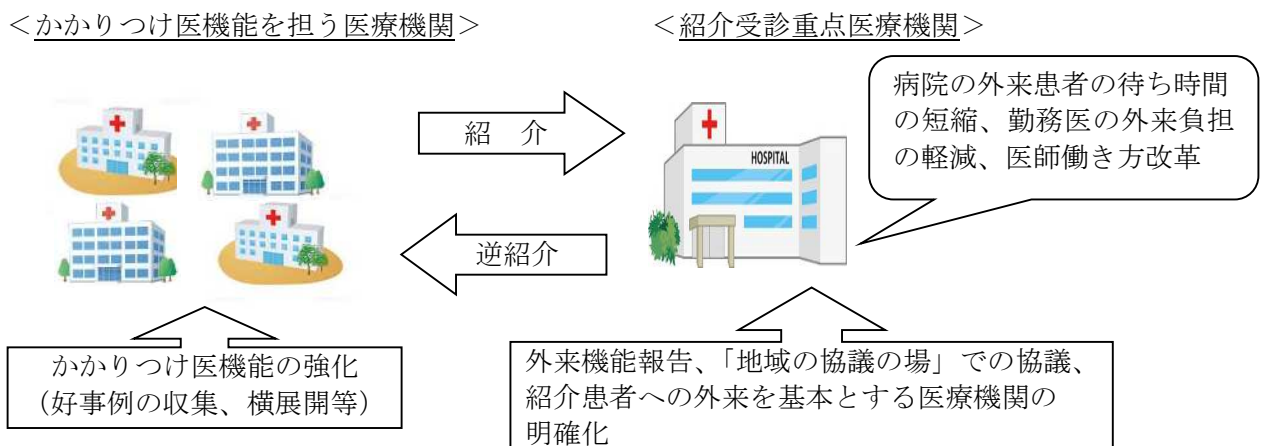 ＜かかりつけ医機能を担う医療機関＞
＜紹介受診重点医療機関＞
病院の外来患者の待ち時間
の短縮、勤務医の外来負担
の軽減、医師働き方改革
紹　介
HOSPITAL
逆紹介
かかりつけ医機能の強化
（好事例の収集、横展開等）
外来機能報告、「地域の協議の場」での協議、
紹介患者への外来を基本とする医療機関の
明確化